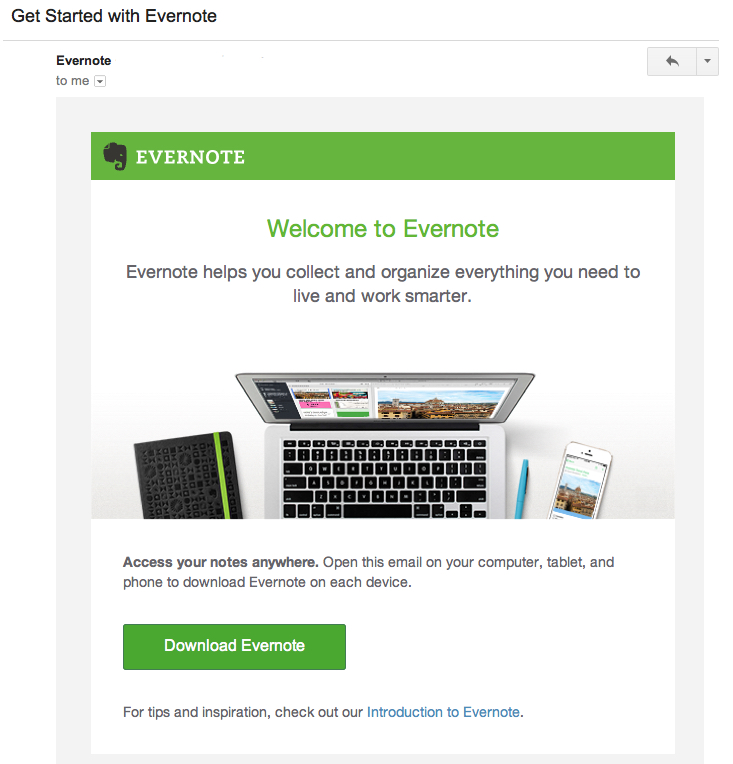 Get Started with Evernote
Evernote
to me
EVERNOTE
Welcome to Evernote
Evernote helps you collect and organize everything you need to
live and work smarter.
Access your notes anywhere. Open this email on your computer, tablet, and
phone to download Evernote on each device.
Download Evernote
For tips and inspiration, check out our Introduction to Evernote.